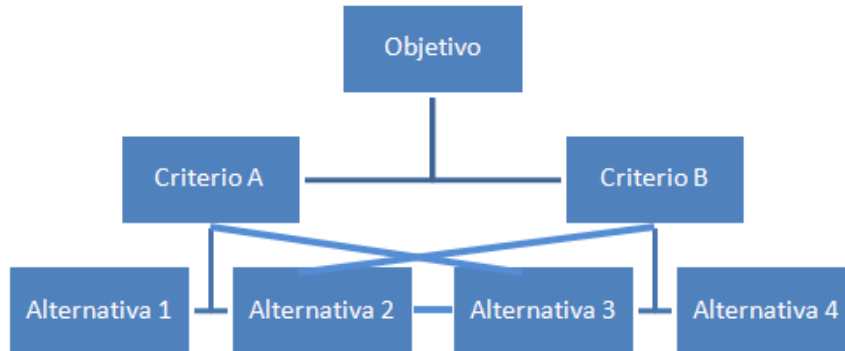 Objetivo
Criterio A
Criterio B
Alternativa 1
Alternativa 2
Alternativa 3
Alternativa 4